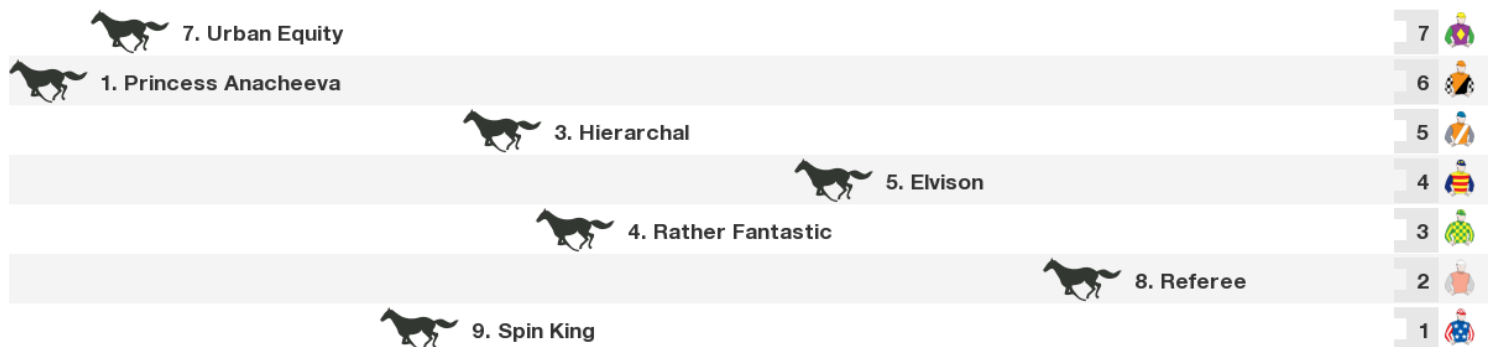 7. Urban Equity 7
1. Princess Anacheeva 6
3. Hierarchal 5
5. Elvison 4
4. Rather Fantastic 3
8. Referee 2
9. Spin King 1